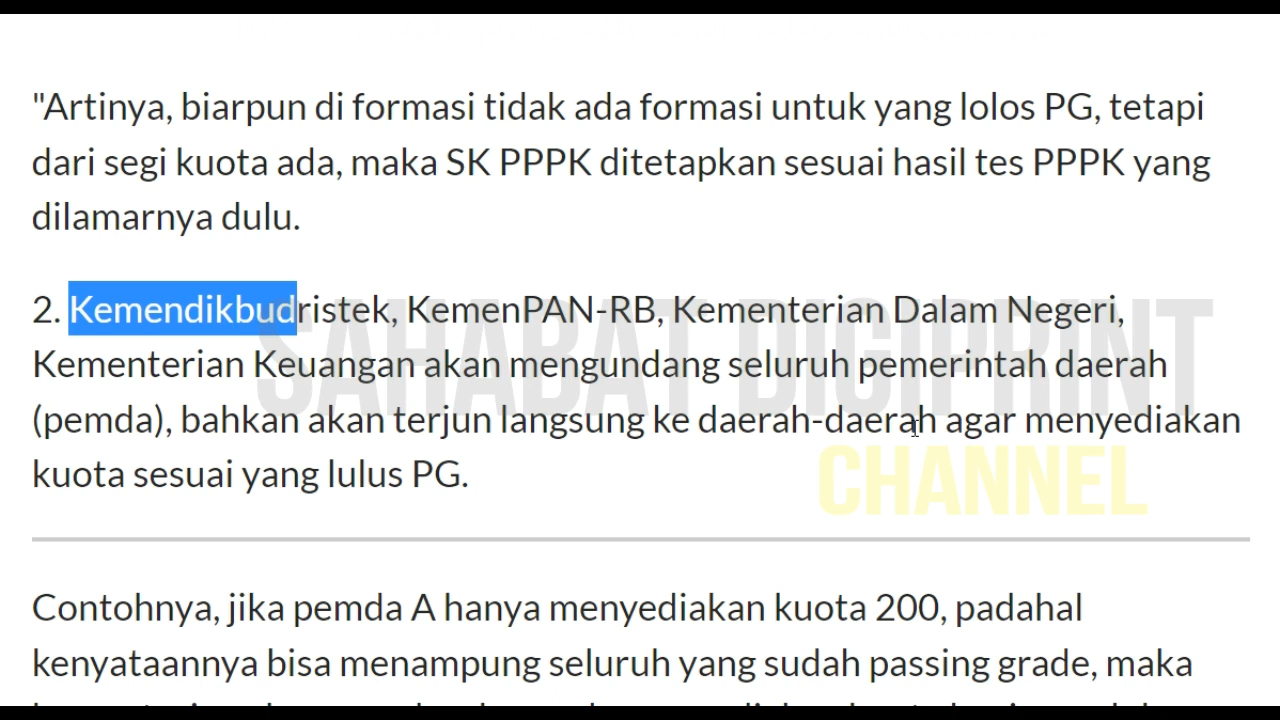 "Artinya, biarpun di formasi tidak ada formasi untuk yang lolos PG, tetapi
dari segi kuota ada, maka SK PPPK ditetapkan sesuai hasil tes PPPK yang
dilamarnya dulu.
2. Kemendikbudristek, KemenPAN-RB, Kementerian Dalam Negeri,
Kementerian Keuangan akan mengundang seluruh pemerintah daerah
(pemda), bahkan akan terjun langsung ke daerah-daerah agar menyediakan
kuota sesuai yang lulus PG.
SAHABAT DIGIPRINT
CHANNEL
Contohnya, jika pemda A hanya menyediakan kuota 200, padahal
kenyataannya bisa menampung seluruh yang sudah passing grade, maka